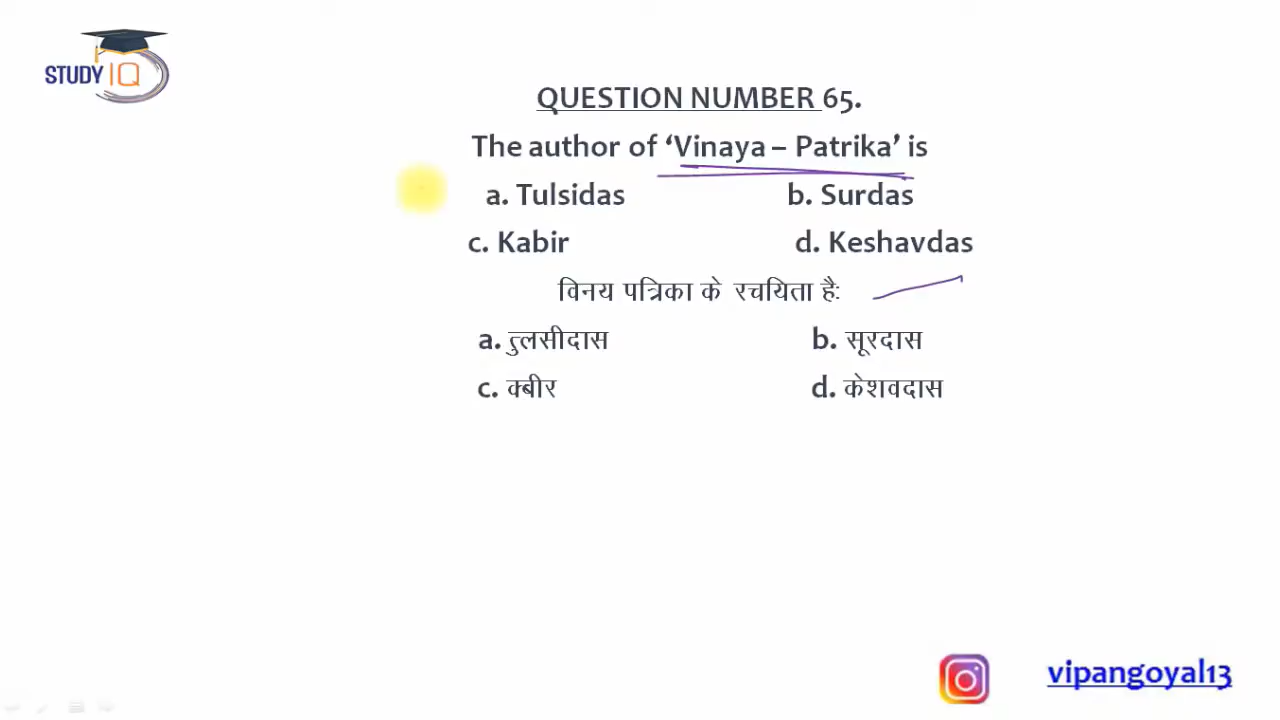 STUDY IQ
QUESTION NUMBER 65.
The author of ‘Vinaya – Patrika’ is
a. Tulsidas b. Surdas
c. Kabir d. Keshavdas
विनय पत्रिका के रचयिता हैः
a. तुलसीदास b. सूरदास
c. क्बीर d. केशवदास
vipangoyal13